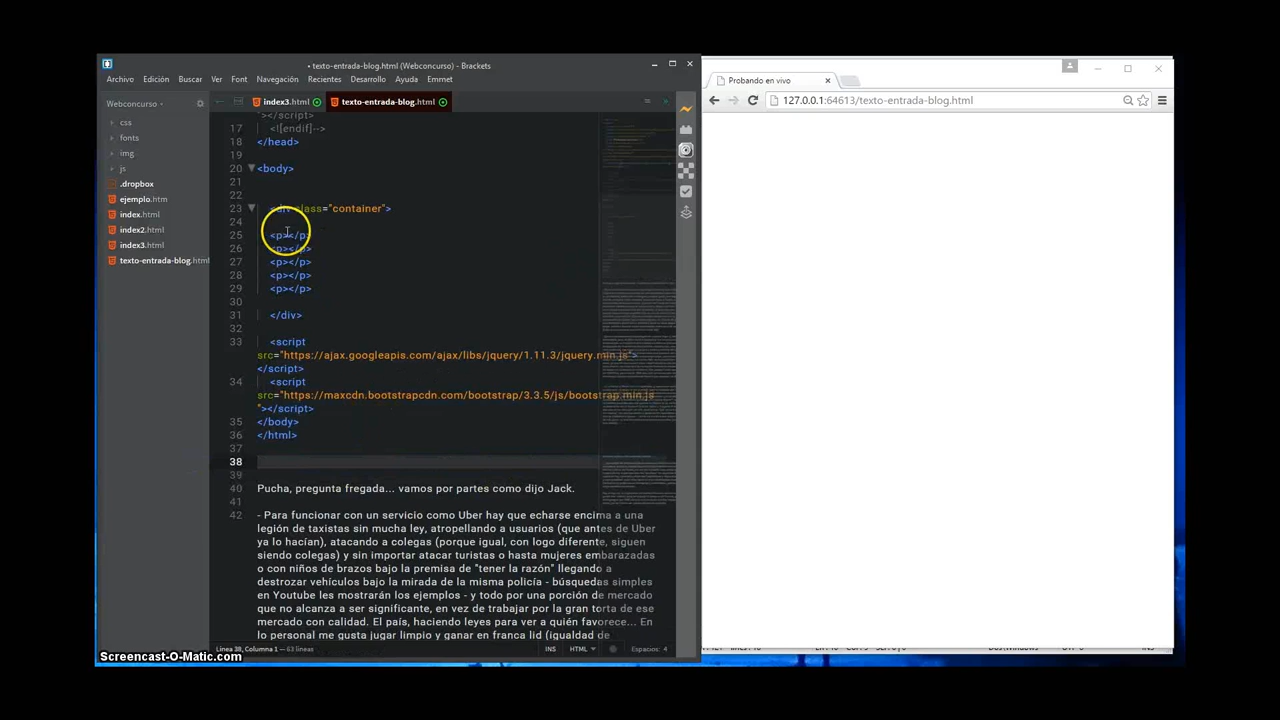 • texto-entrada-blog.html (Webconcurso) - Brackets
Archivo Edición Buscar Ver Font Navegación Recientes Desarrollo Ayuda Emmet
Webconcurso
css
fonts
img
js
.dropbox
ejemplo.htm
index.html
index2.html
index3.html
texto-entrada-blog.html
index3.html texto-entrada-blog.html
"></script>
17 <![endif]-->
18 </head>
19
20 <body>
21
22
23 <div class="container">
24
25 <p></p>
26 <p></p>
27 <p></p>
28 <p></p>
29 <p></p>
30
31 </div>
32
33 <script
src="https://ajax.googleapis.com/ajax/libs/jquery/1.11.3/jquery.min.js">
</script>
34 <script
src="https://maxcdn.bootstrapcdn.com/bootstrap/3.3.5/js/bootstrap.min.js
"></script>
35 </body>
36 </html>
37
38
39
40 Pucha, pregunta fregada... vamos por partes como dijo Jack.
41
42 - Para funcionar con un servicio como Uber hay que echarse encima a una
legión de taxistas sin mucha ley, atropellando a usuarios (que antes de Uber
ya lo hacían), atacando a colegas (porque igual, con logo diferente, siguen
siendo colegas) y sin importar atacar turistas o hasta mujeres embarazadas
o con niños de brazos bajo la premisa de "tener la razón" llegando a
destrozar vehículos bajo la mirada de la misma policía - búsquedas simples
en Youtube les mostrarán los ejemplos - y todo por una porción de mercado
que no alcanza a ser significante, en vez de trabajar por la gran torta de ese
mercado con calidad. El país, haciendo leyes para ver a quién favorece... En
lo personal me gusta jugar limpio y ganar en franca lid (igualdad de
Línea 38, Columna 1 — 63 líneas
INS HTML Espacios: 4
Probando en vivo
127.0.0.1:64613/texto-entrada-blog.html
Screencast-O-Matic.com